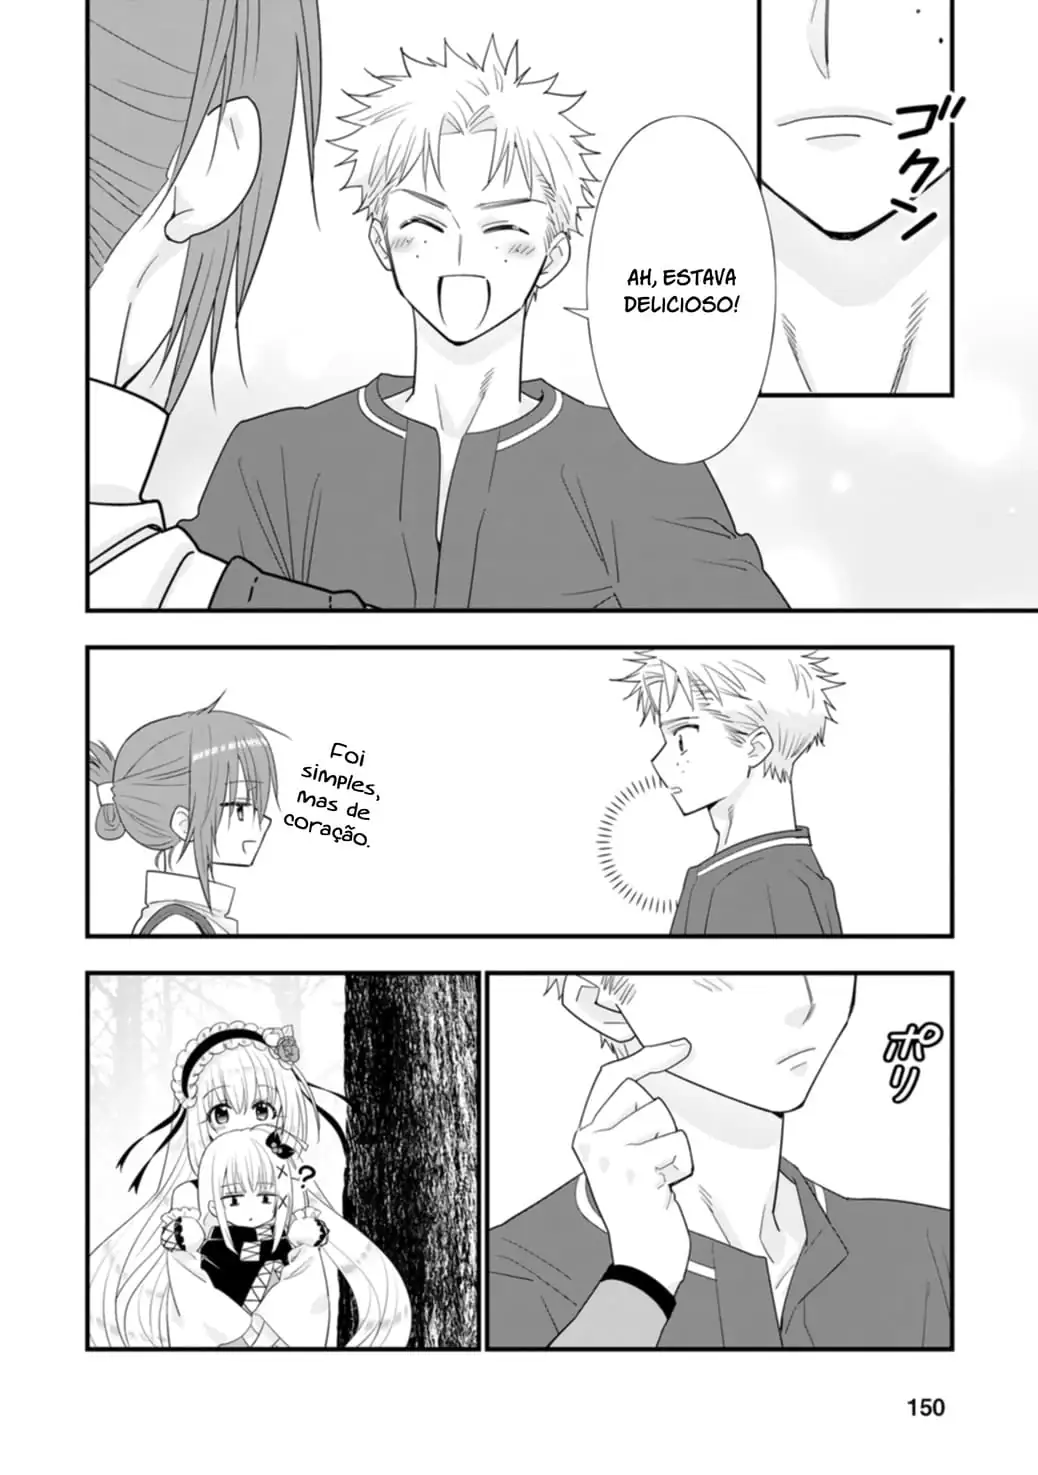 ゴクン
AH, ESTAVA
DELICIOSO!
Foi
simples,
mas de
coração.
ポリ
?
150